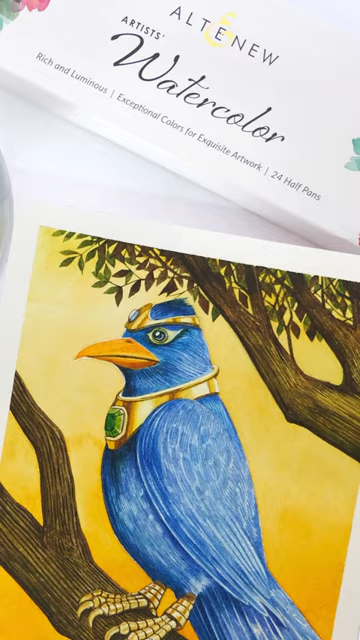 ALTENEW
ARTISTS'
Watercolor
Rich and Luminous | Exceptional Colors for Exquisite Artwork | 24 Half Pans